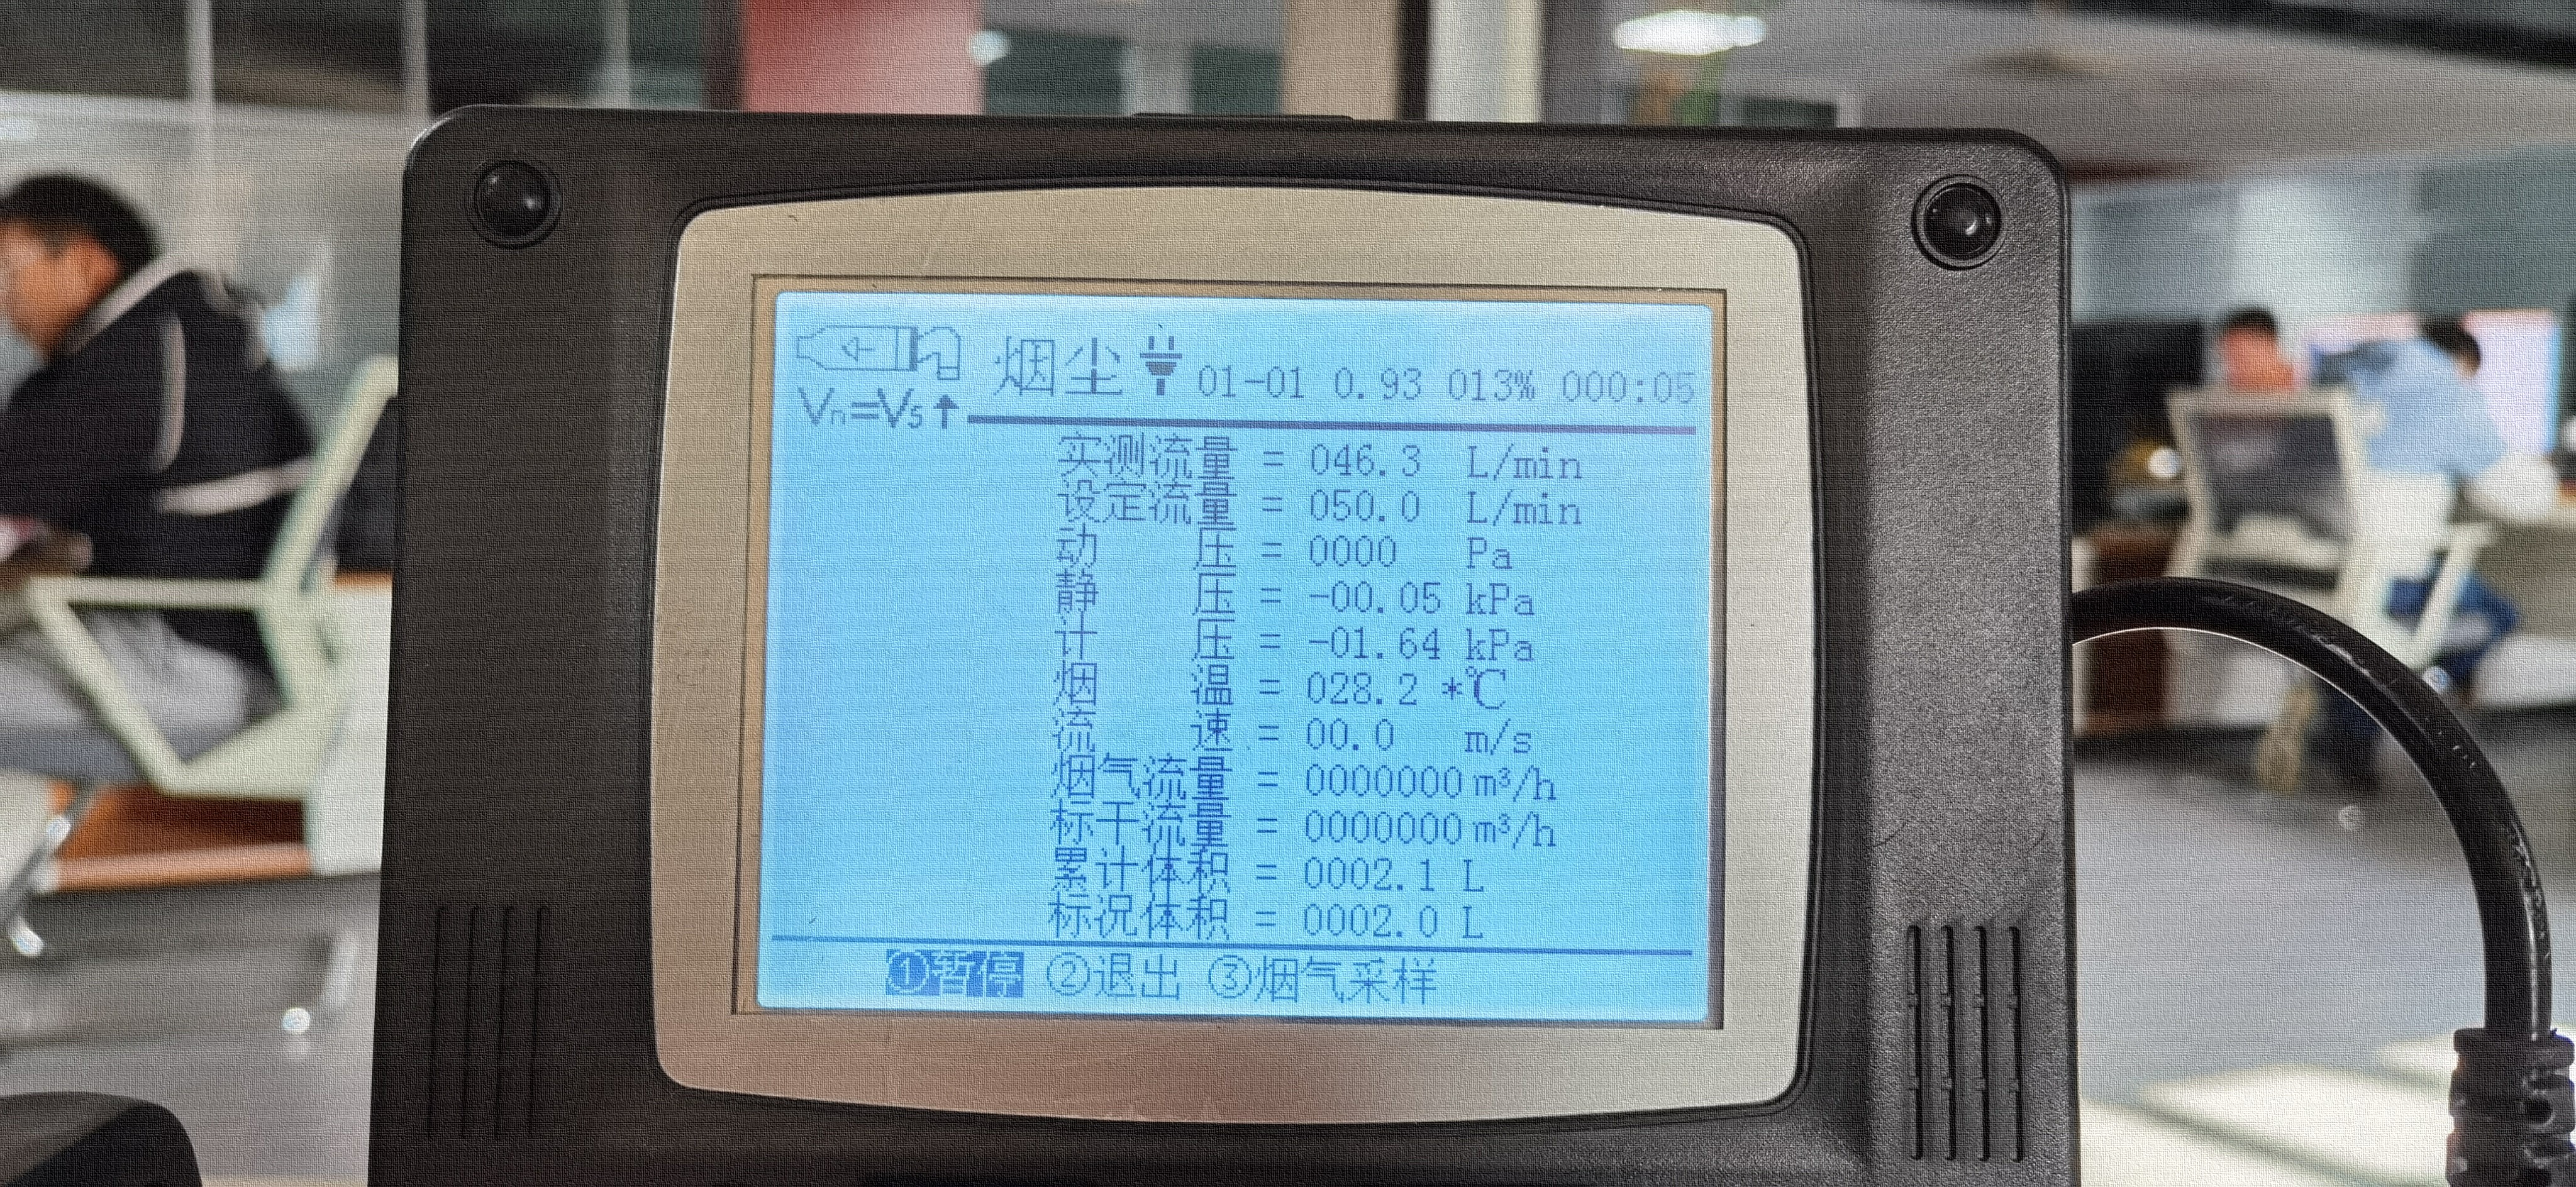 烟尘 01-01 0.93 013% 000:05
Vn=Vs↑
实测流量 = 046.3 L/min
设定流量 = 050.0 L/min
动压 = 0000 Pa
静压 = -00.05 kPa
计压 = -01.64 kPa
烟温 = 028.2 *℃
流速 = 00.0 m/s
烟气流量 = 0000000 m³/h
标干流量 = 0000000 m³/h
累计体积 = 0002.1 L
标况体积 = 0002.0 L
①暂停 ②退出 ③烟气采样